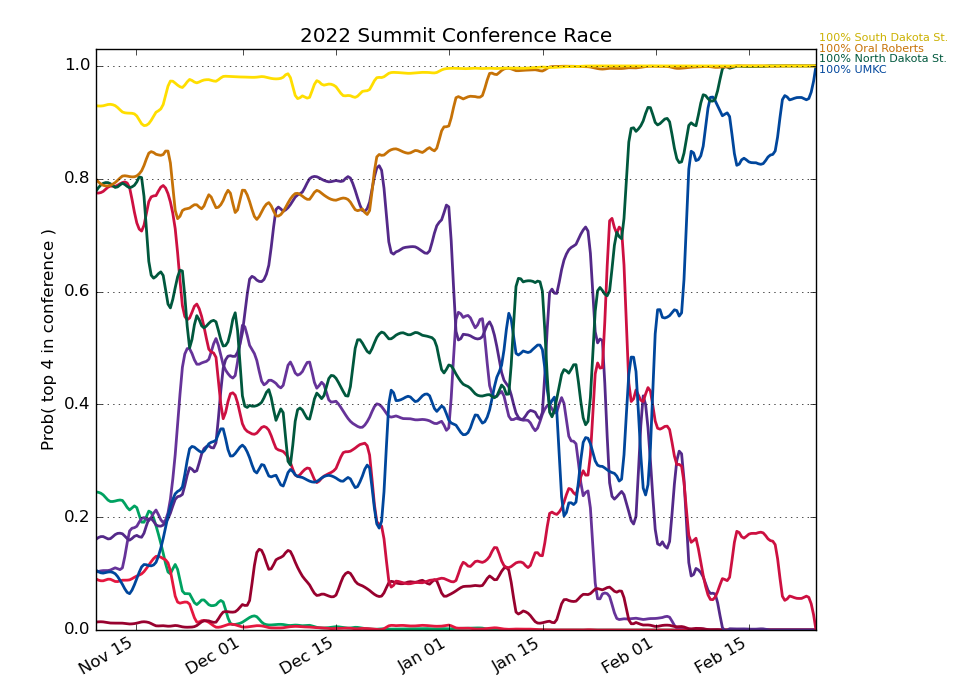 2022 Summit Conference Race
100% South Dakota St.
100% Oral Roberts
100% North Dakota St.
100% UMKC
Prob( top 4 in conference )
1.0
0.8
0.6
0.4
0.2
0.0
Nov 15
Dec 01
Dec 15
Jan 01
Jan 15
Feb 01
Feb 15